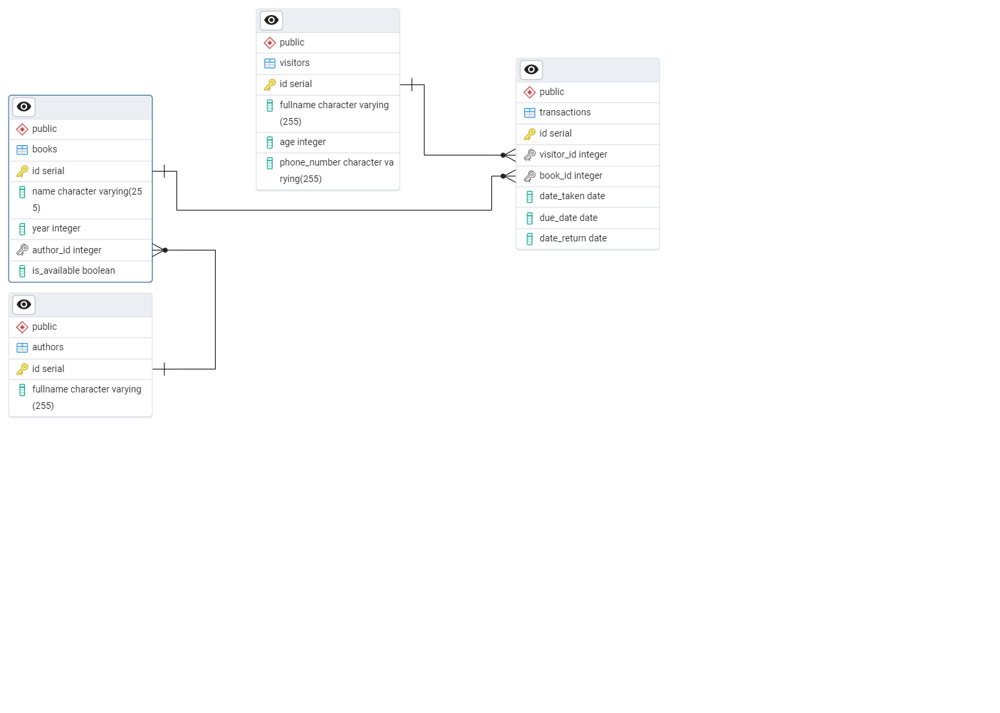 public
visitors
id serial
fullname character varying
(255)
age integer
phone_number character va
rying(255)
public
transactions
id serial
visitor_id integer
book_id integer
date_taken date
due_date date
date_return date
public
books
id serial
name character varying(25
5)
year integer
author_id integer
is_available boolean
public
authors
id serial
fullname character varying
(255)